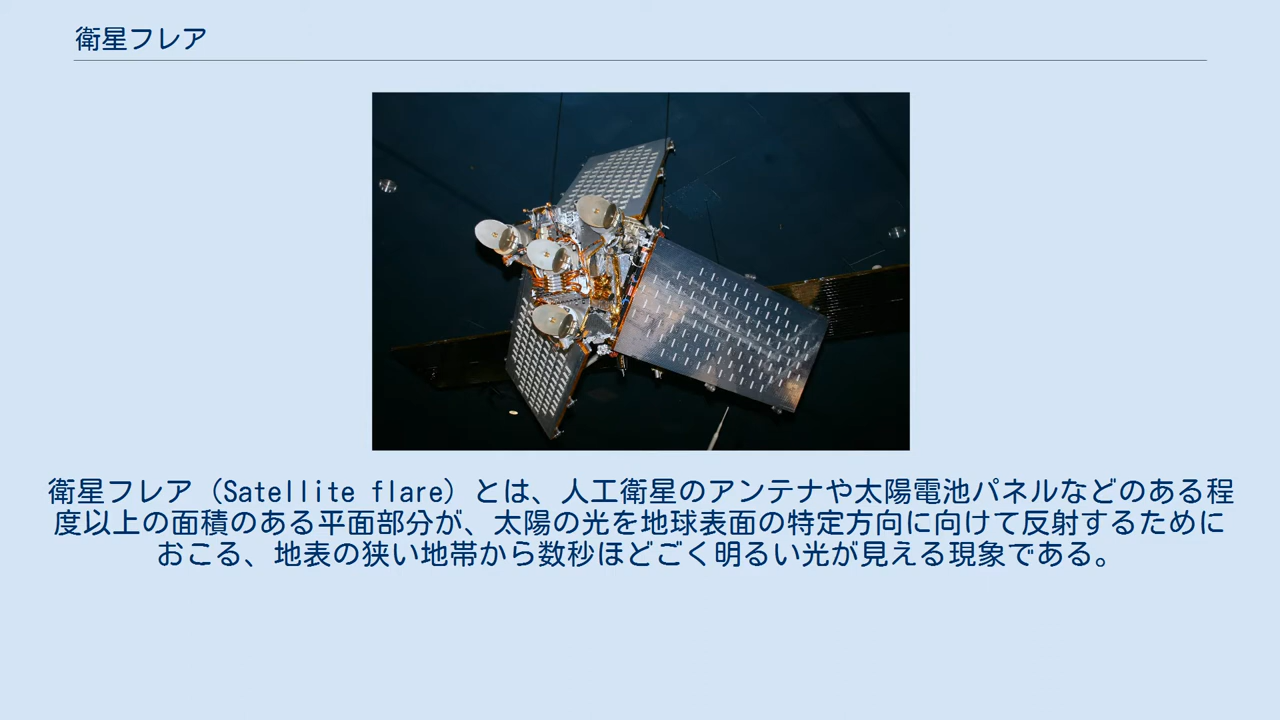 衛星フレア
衛星フレア（Satellite flare）とは、人工衛星のアンテナや太陽電池パネルなどのある程
度以上の面積のある平面部分が、太陽の光を地球表面の特定方向に向けて反射するために
おこる、地表の狭い地帯から数秒ほどごく明るい光が見える現象である。